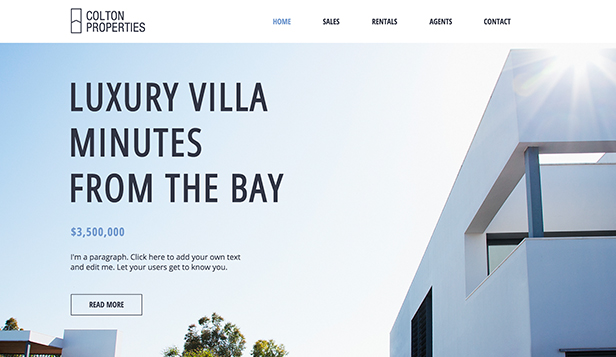 COLTON
PROPERTIES
HOME SALES RENTALS AGENTS CONTACT
LUXURY VILLA
MINUTES
FROM THE BAY
$3,500,000
I'm a paragraph. Click here to add your own text
and edit me. Let your users get to know you.
READ MORE